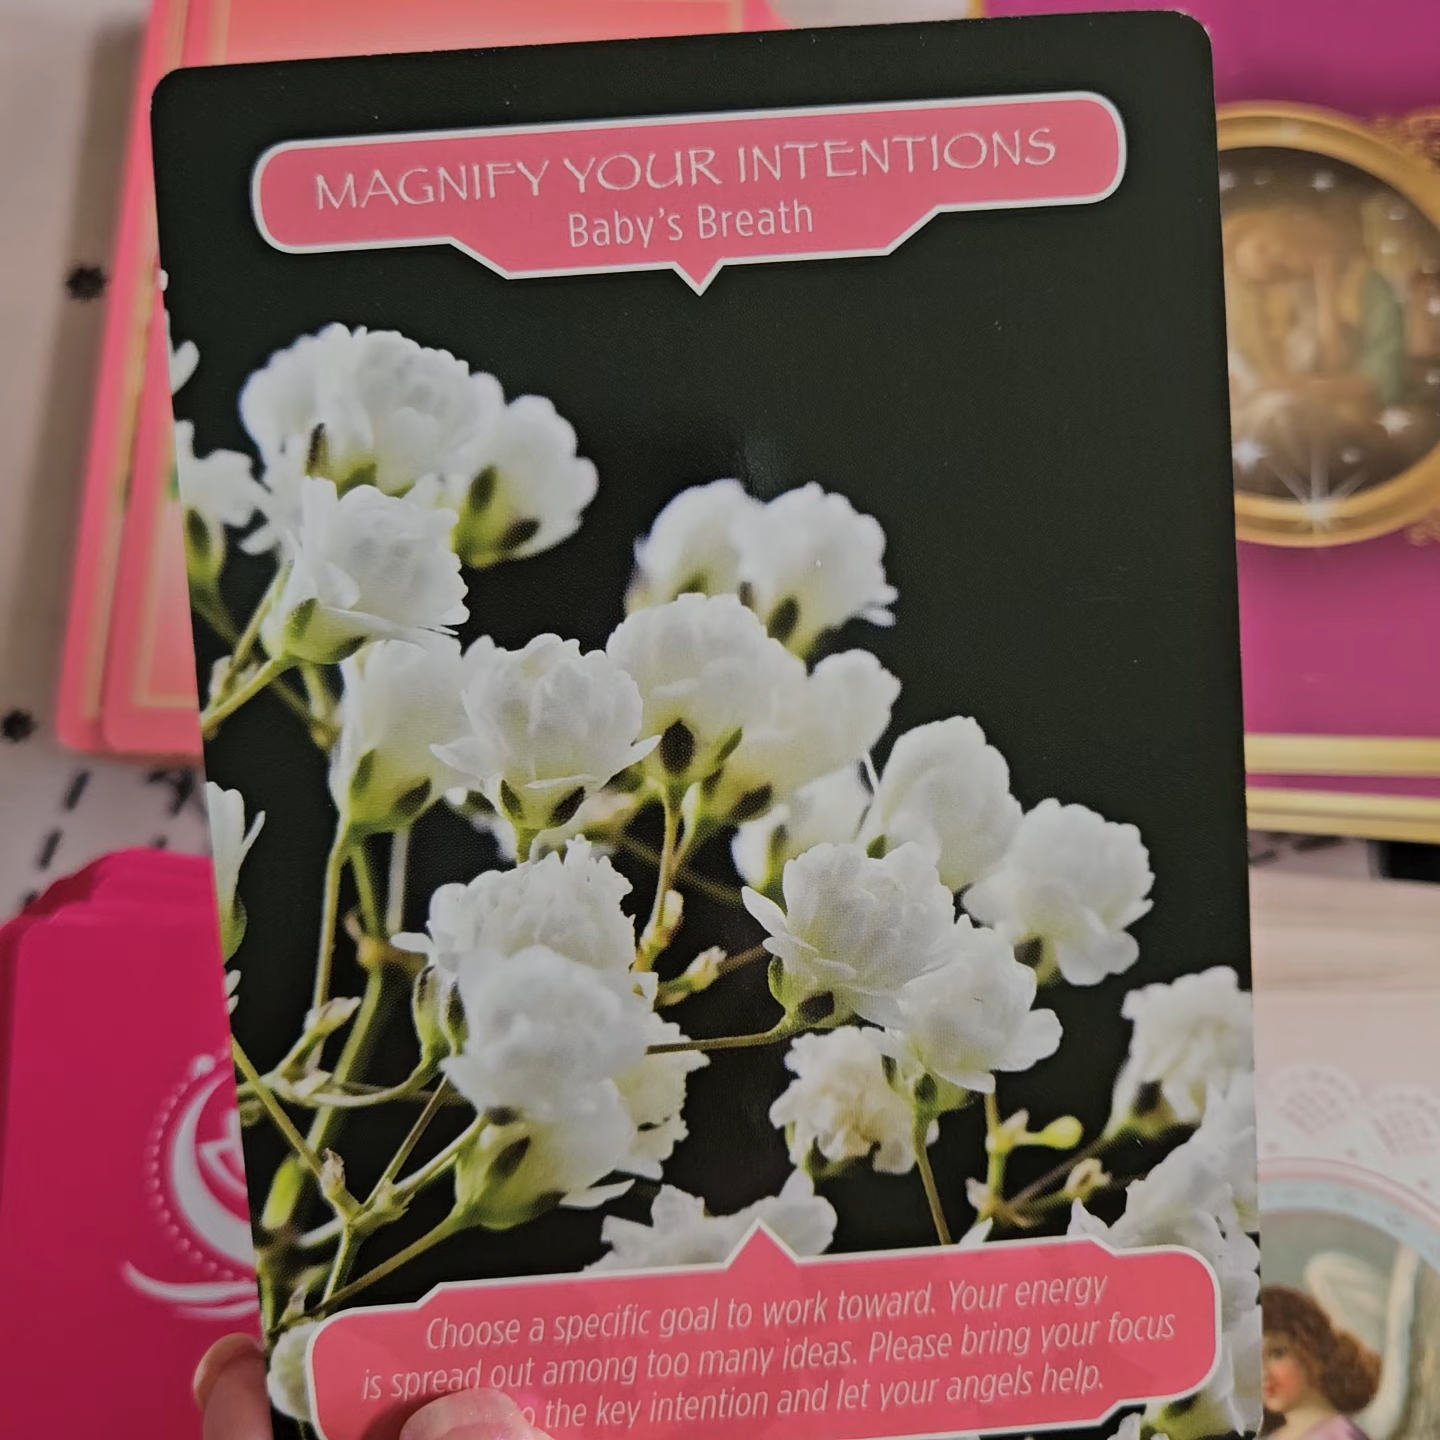 MAGNIFY YOUR INTENTIONS
Baby's Breath
Choose a specific goal to work toward. Your energy
is spread out among too many ideas. Please bring your focus
the key intention and let your angels help.